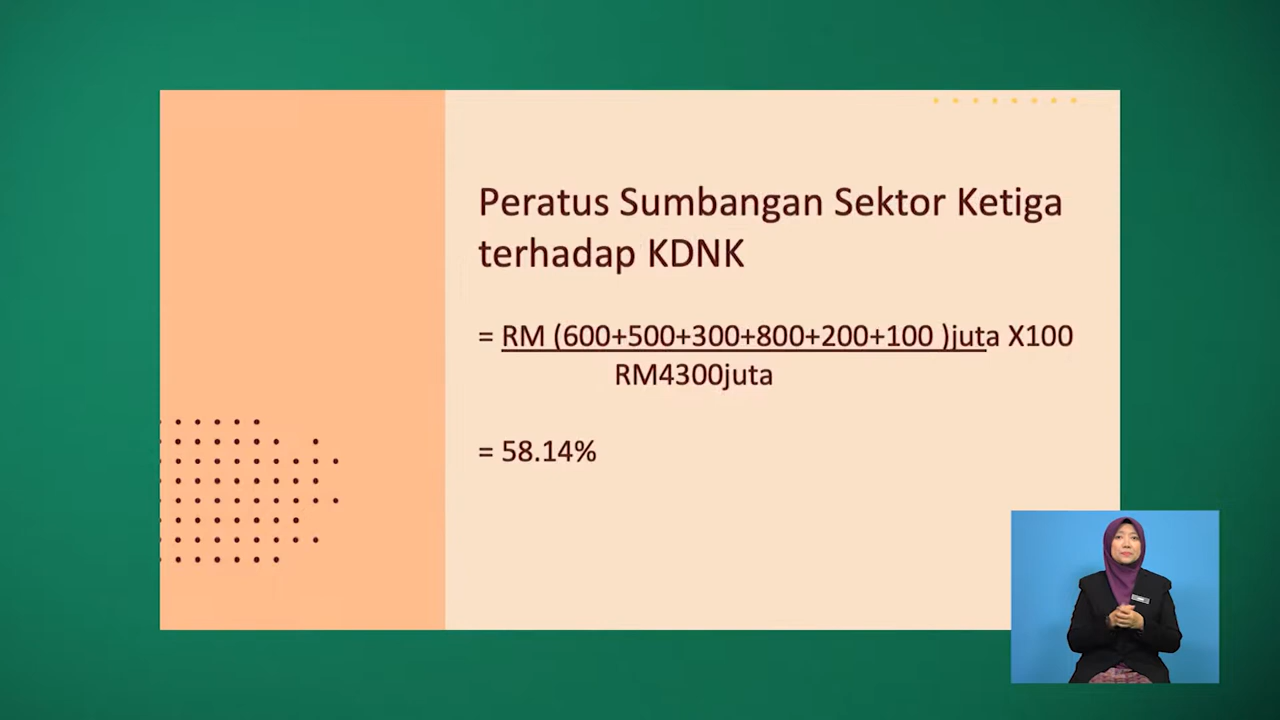 Peratus Sumbangan Sektor Ketiga
terhadap KDNK
= RM (600+500+300+800+200+100 )juta X100
RM4300juta
= 58.14%